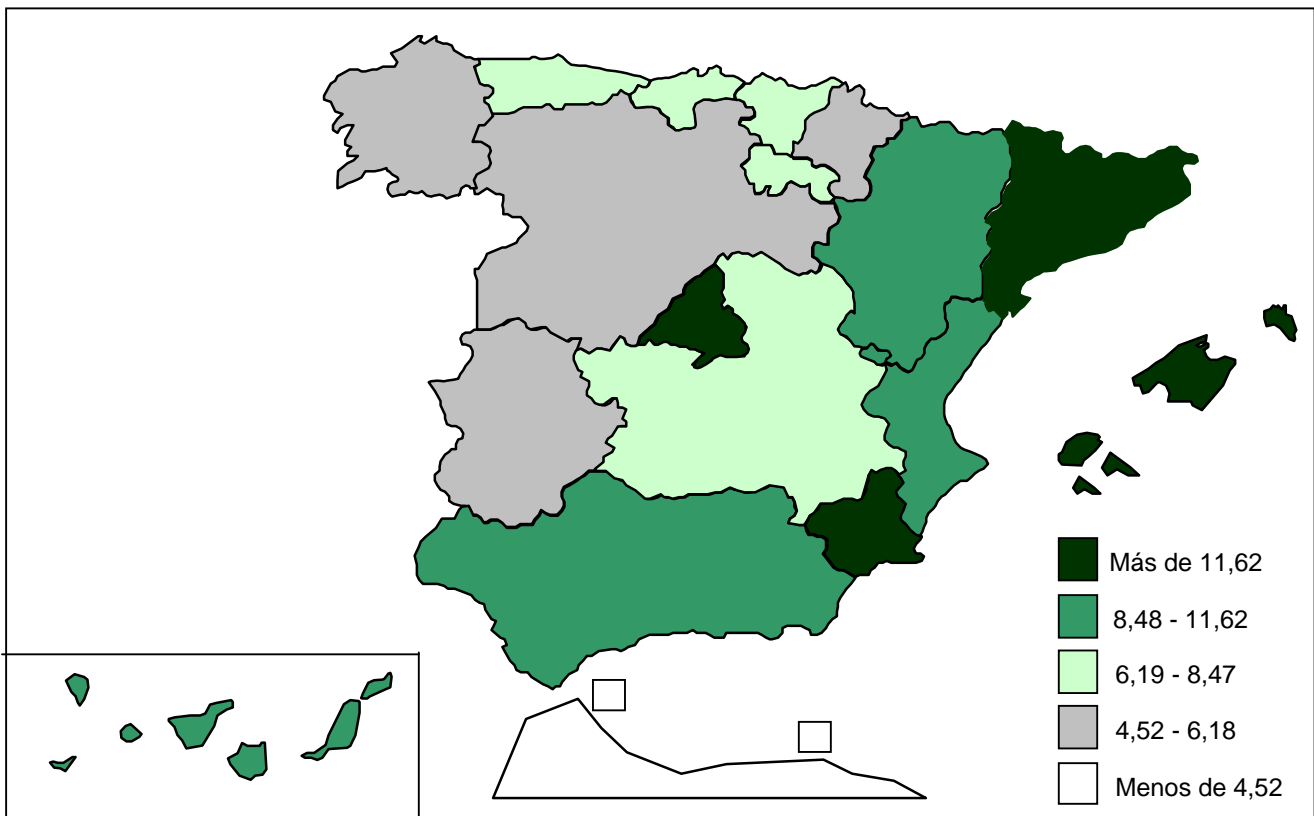 Más de 11,62
8,48 - 11,62
6,19 - 8,47
4,52 - 6,18
Menos de 4,52